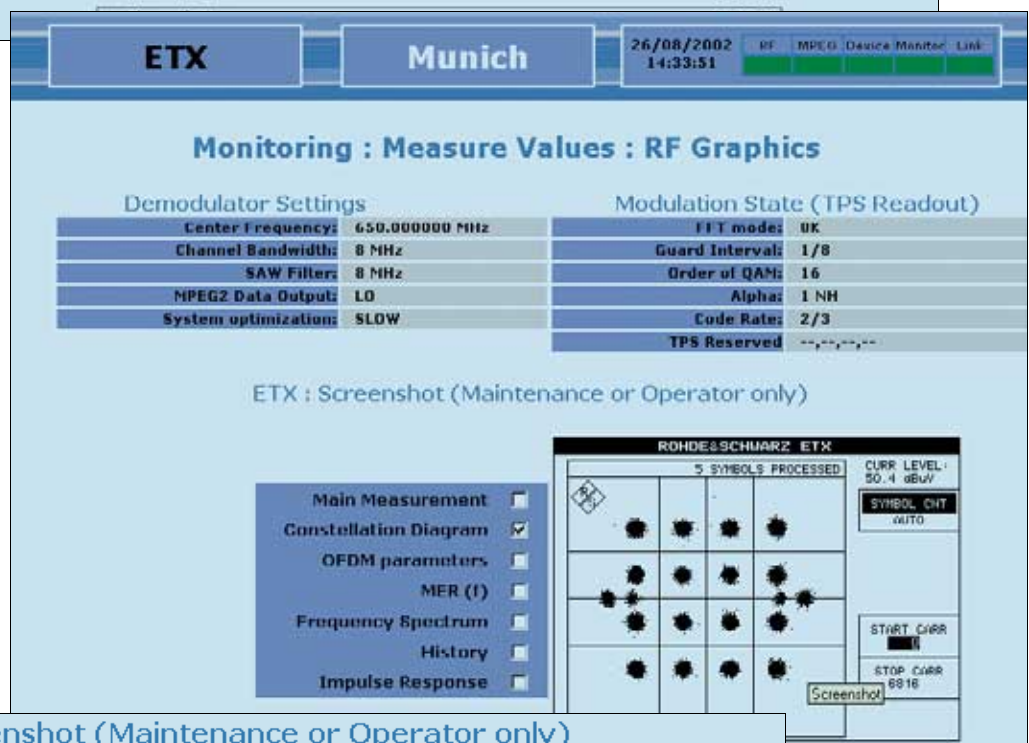 ETX
Munich
26/08/2002
14:33:51
RF MPEG Device Monitor Link
Monitoring : Measure Values : RF Graphics
Demodulator Settings
Center Frequency: 650.000000 MHz
Channel Bandwidth: 8 MHz
SAW Filter: 8 MHz
MPEG2 Data Output: LO
System optimization: SLOW
Modulation State (TPS Readout)
FFT mode: 8K
Guard Interval: 1/8
Order of QAM: 16
Alpha: 1 NH
Code Rate: 2/3
TPS Reserved --,--,--,--
ETX : Screenshot (Maintenance or Operator only)
Main Measurement
Constellation Diagram
OFDM parameters
MER (f)
Frequency Spectrum
History
Impulse Response
ROHDE&SCHWARZ ETX
5 SYMBOLS PROCESSED
CURR LEVEL:
50.4 dBuV
SYMBOL CNT
AUTO
START CARR
0
STOP CARR
6816
Screenshot
enshot (Maintenance or Operator only)